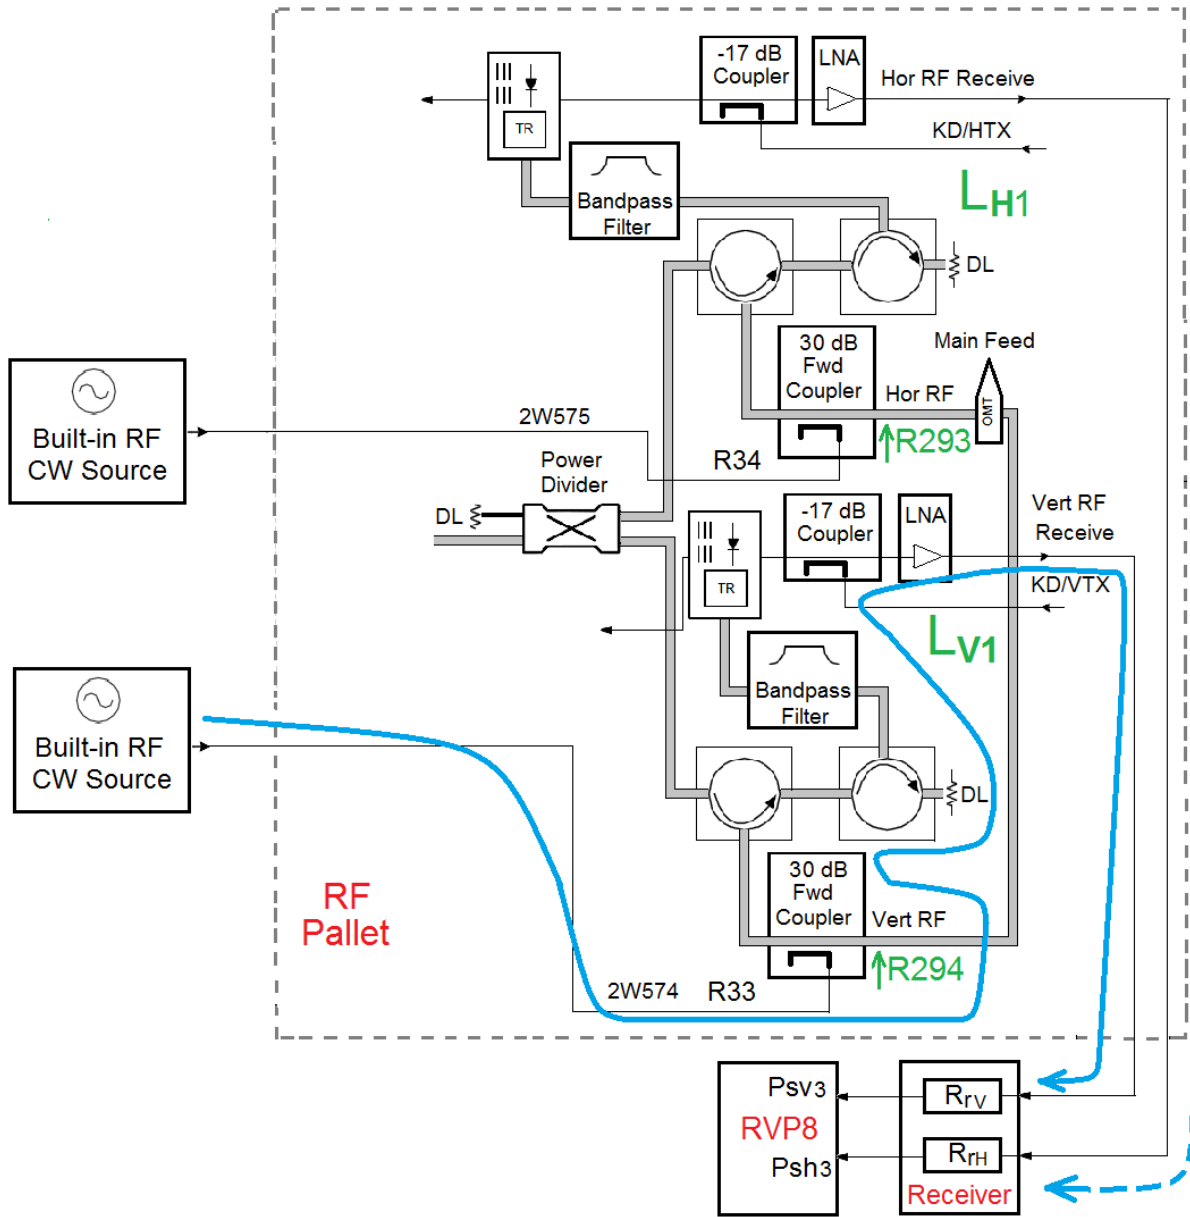 -17 dB
Coupler
LNA
Hor RF Receive
TR
KD/HTX
LH1
Bandpass
Filter
DL
30 dB
Fwd
Coupler
Main Feed
Hor RF
OMT
R293
Built-in RF
CW Source
2W575
R34
Power
Divider
DL
-17 dB
Coupler
LNA
Vert RF
Receive
TR
KD/VTX
LV1
Bandpass
Filter
Built-in RF
CW Source
DL
30 dB
Fwd
Coupler
Vert RF
RF
Pallet
R294
2W574
R33
Psv3
RrV
RVP8
Psh3
RrH
Receiver